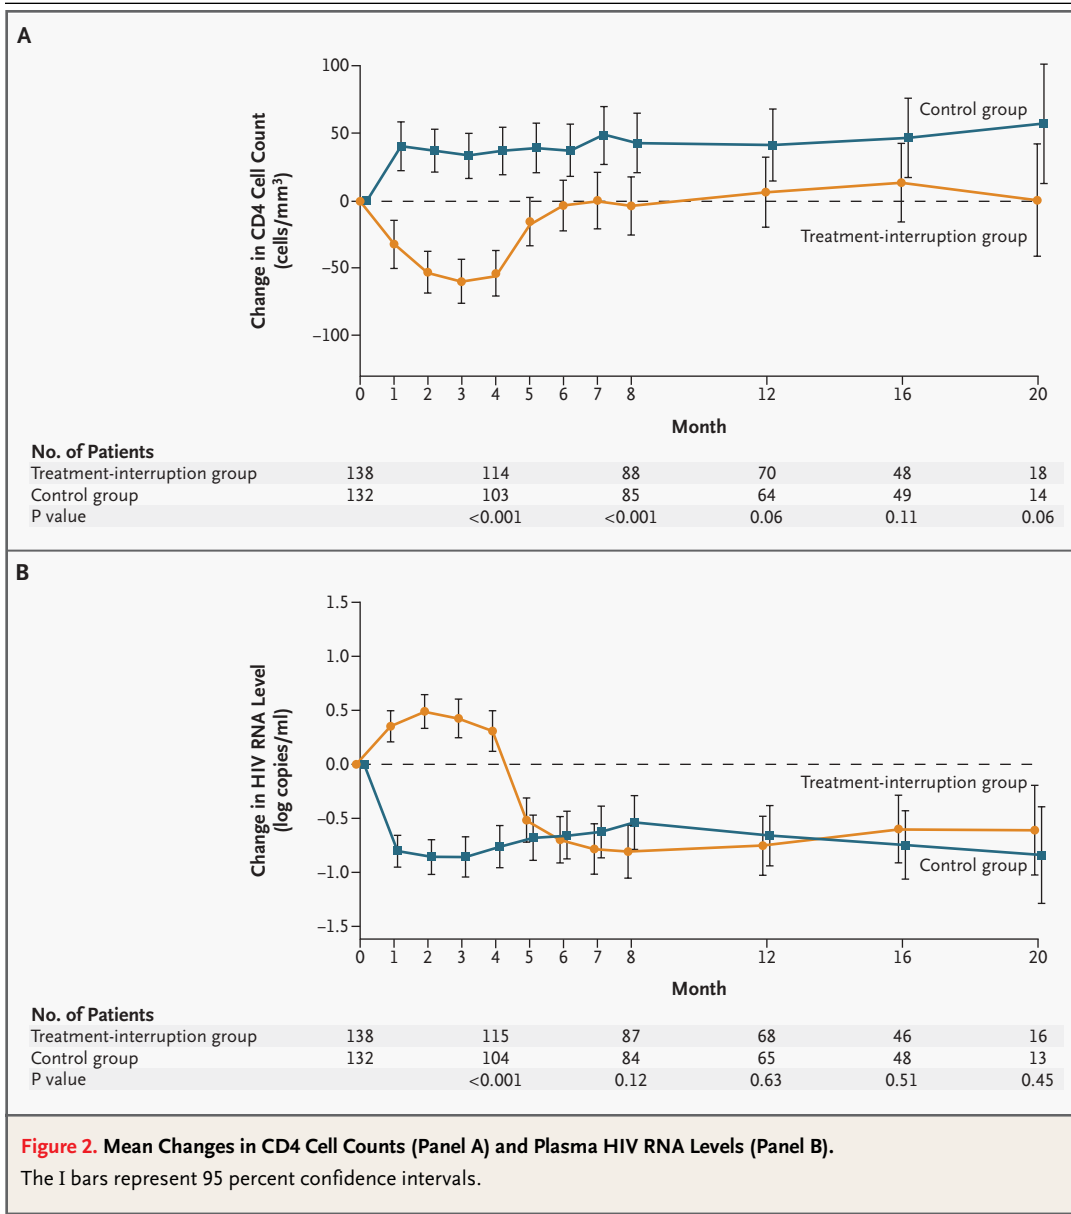 A
Change in CD4 Cell Count
(cells/mm³)
100
50
0
−50
−100
Control group
Treatment-interruption group
0 1 2 3 4 5 6 7 8 12 16 20
Month
No. of Patients
Treatment-interruption group 138 114 88 70 48 18
Control group 132 103 85 64 49 14
P value <0.001 <0.001 0.06 0.11 0.06
B
Change in HIV RNA Level
(log copies/ml)
1.5
1.0
0.5
0.0
−0.5
−1.0
−1.5
Treatment-interruption group
Control group
0 1 2 3 4 5 6 7 8 12 16 20
Month
No. of Patients
Treatment-interruption group 138 115 87 68 46 16
Control group 132 104 84 65 48 13
P value <0.001 0.12 0.63 0.51 0.45
Figure 2. Mean Changes in CD4 Cell Counts (Panel A) and Plasma HIV RNA Levels (Panel B).
The I bars represent 95 percent confidence intervals.